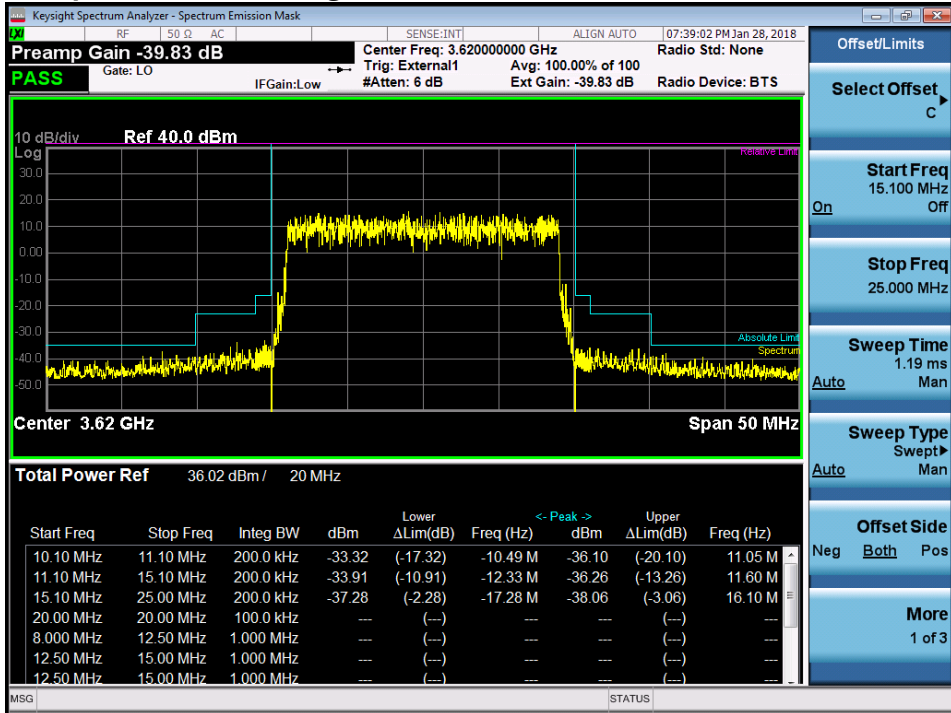 Keysight Spectrum Analyzer - Spectrum Emission Mask
LXI RF 50 Ω AC SENSE:INT ALIGN AUTO 07:39:02 PM Jan 28, 2018
Preamp Gain -39.83 dB Center Freq: 3.620000000 GHz Radio Std: None
Gate: LO Trig: External1 Avg: 100.00% of 100
PASS IFGain:Low #Atten: 6 dB Ext Gain: -39.83 dB Radio Device: BTS
10 dB/div Ref 40.0 dBm
Log
Relative Limit
30.0
20.0
10.0
0.00
-10.0
-20.0
-30.0
Absolute Limit
Spectrum
-40.0
-50.0
Center 3.62 GHz Span 50 MHz
Total Power Ref 36.02 dBm / 20 MHz
Lower <- Peak -> Upper
Start Freq Stop Freq Integ BW dBm ΔLim(dB) Freq (Hz) dBm ΔLim(dB) Freq (Hz)
10.10 MHz 11.10 MHz 200.0 kHz -33.32 (-17.32) -10.49 M -36.10 (-20.10) 11.05 M
11.10 MHz 15.10 MHz 200.0 kHz -33.91 (-10.91) -12.33 M -36.26 (-13.26) 11.60 M
15.10 MHz 25.00 MHz 200.0 kHz -37.28 (-2.28) -17.28 M -38.06 (-3.06) 16.10 M
20.00 MHz 20.00 MHz 100.0 kHz --- (---) --- --- (---) ---
8.000 MHz 12.50 MHz 1.000 MHz --- (---) --- --- (---) ---
12.50 MHz 15.00 MHz 1.000 MHz --- (---) --- --- (---) ---
12.50 MHz 15.00 MHz 1.000 MHz --- (---) --- --- (---) ---
MSG STATUS
Offset/Limits
Select Offset
C
Start Freq
15.100 MHz
On Off
Stop Freq
25.000 MHz
Sweep Time
1.19 ms
Auto Man
Sweep Type
Swept
Auto Man
Offset Side
Neg Both Pos
More
1 of 3